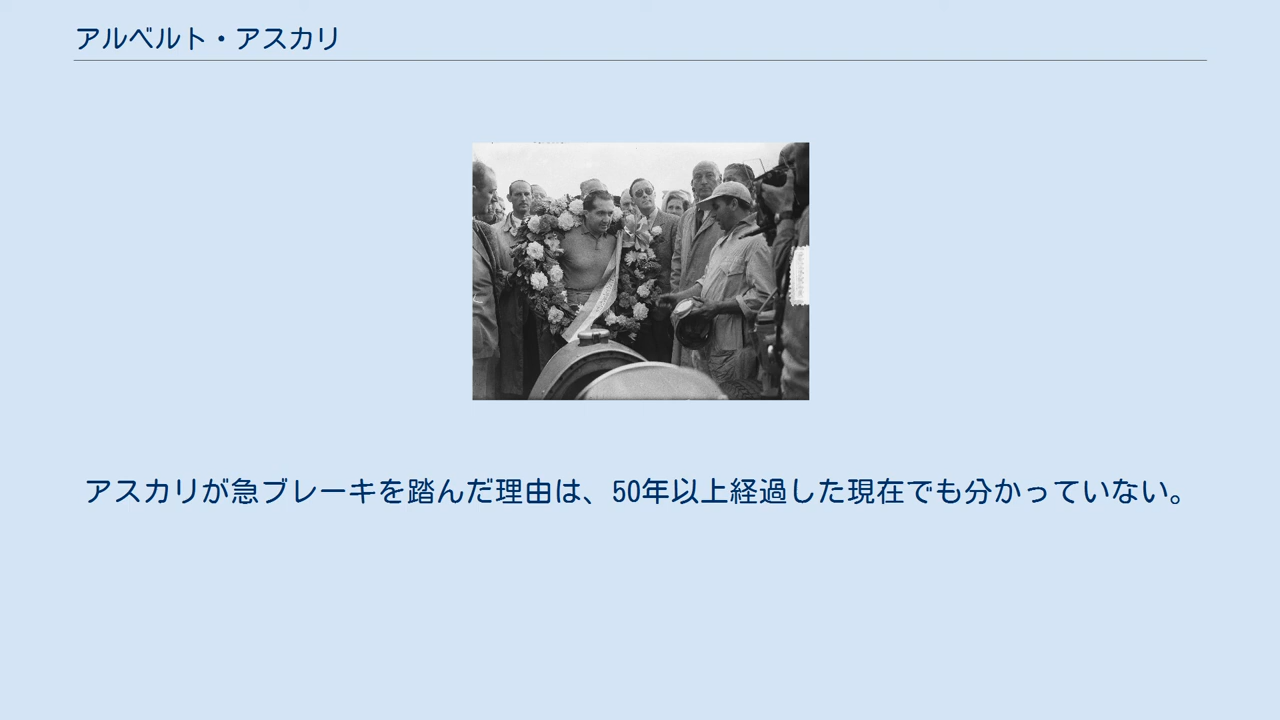 アルベルト・アスカリ
アスカリが急ブレーキを踏んだ理由は、50年以上経過した現在でも分かっていない。